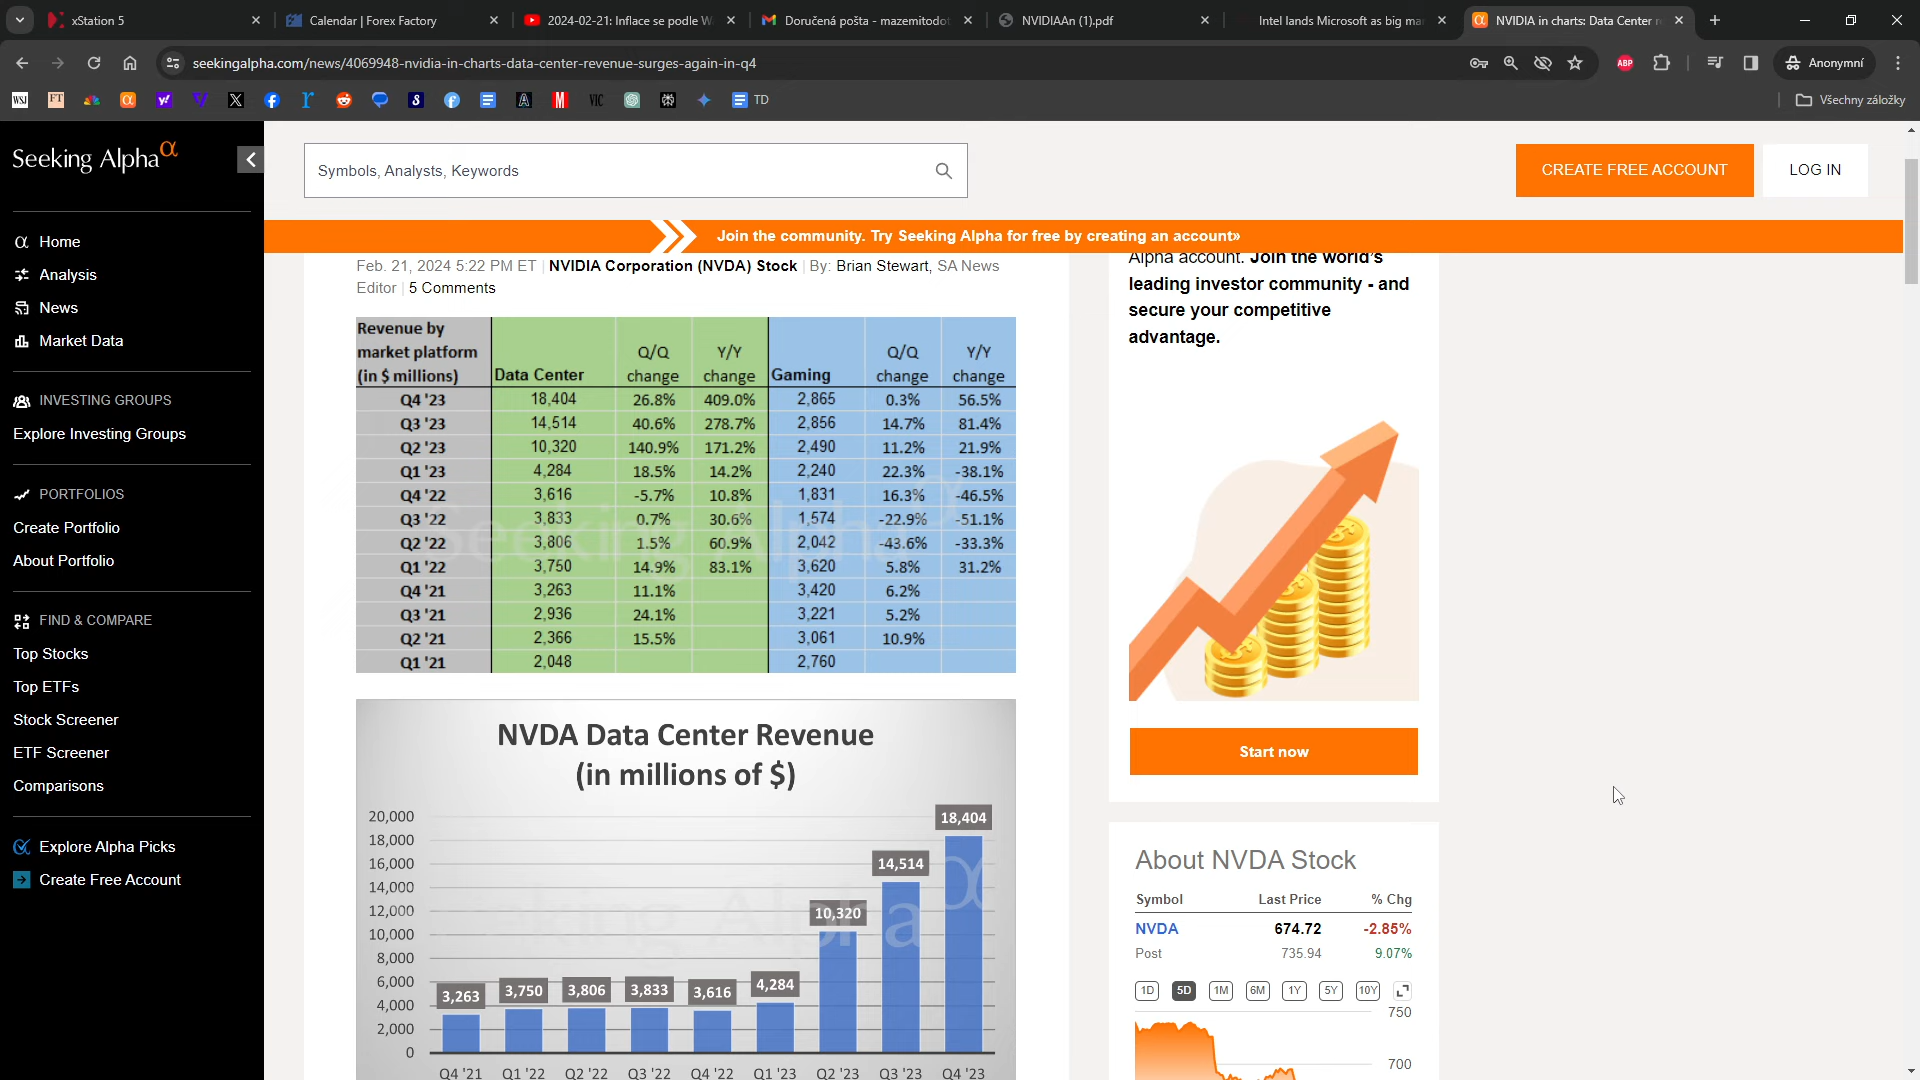 xStation 5
Calendar | Forex Factory
2024-02-21: Inflace se podle W
Doručená pošta - mazemitodot
NVIDIAAn (1).pdf
Intel lands Microsoft as big ma
NVIDIA in charts: Data Center r
seekingalpha.com/news/4069948-nvidia-in-charts-data-center-revenue-surges-again-in-q4
ABP
Anonymní
WSJ
FT
VIC
TD
Všechny záložky
Seeking Alpha α
Symbols, Analysts, Keywords
CREATE FREE ACCOUNT
LOG IN
Join the community. Try Seeking Alpha for free by creating an account»
Home
Analysis
News
Market Data
INVESTING GROUPS
Explore Investing Groups
PORTFOLIOS
Create Portfolio
About Portfolio
FIND & COMPARE
Top Stocks
Top ETFs
Stock Screener
ETF Screener
Comparisons
Explore Alpha Picks
Create Free Account
Feb. 21, 2024 5:22 PM ET | NVIDIA Corporation (NVDA) Stock | By: Brian Stewart, SA News
Editor | 5 Comments
Revenue by market platform (in $ millions) Data Center Q/Q change Y/Y change Gaming Q/Q change Y/Y change
Q4 '23 18,404 26.8% 409.0% 2,865 0.3% 56.5%
Q3 '23 14,514 40.6% 278.7% 2,856 14.7% 81.4%
Q2 '23 10,320 140.9% 171.2% 2,490 11.2% 21.9%
Q1 '23 4,284 18.5% 14.2% 2,240 22.3% -38.1%
Q4 '22 3,616 -5.7% 10.8% 1,831 16.3% -46.5%
Q3 '22 3,833 0.7% 30.6% 1,574 -22.9% -51.1%
Q2 '22 3,806 1.5% 60.9% 2,042 -43.6% -33.3%
Q1 '22 3,750 14.9% 83.1% 3,620 5.8% 31.2%
Q4 '21 3,263 11.1% 3,420 6.2%
Q3 '21 2,936 24.1% 3,221 5.2%
Q2 '21 2,366 15.5% 3,061 10.9%
Q1 '21 2,048 2,760
Seeking Alpha α
NVDA Data Center Revenue
(in millions of $)
20,000
18,000
16,000
14,000
12,000
10,000
8,000
6,000
4,000
2,000
0
3,263
3,750
3,806
3,833
3,616
4,284
10,320
14,514
18,404
Q4 '21 Q1 '22 Q2 '22 Q3 '22 Q4 '22 Q1 '23 Q2 '23 Q3 '23 Q4 '23
Seeking Alpha α
Alpha account. Join the world's
leading investor community - and
secure your competitive
advantage.
Start now
About NVDA Stock
Symbol Last Price % Chg
NVDA 674.72 -2.85%
Post 735.94 9.07%
1D 5D 1M 6M 1Y 5Y 10Y
750
700